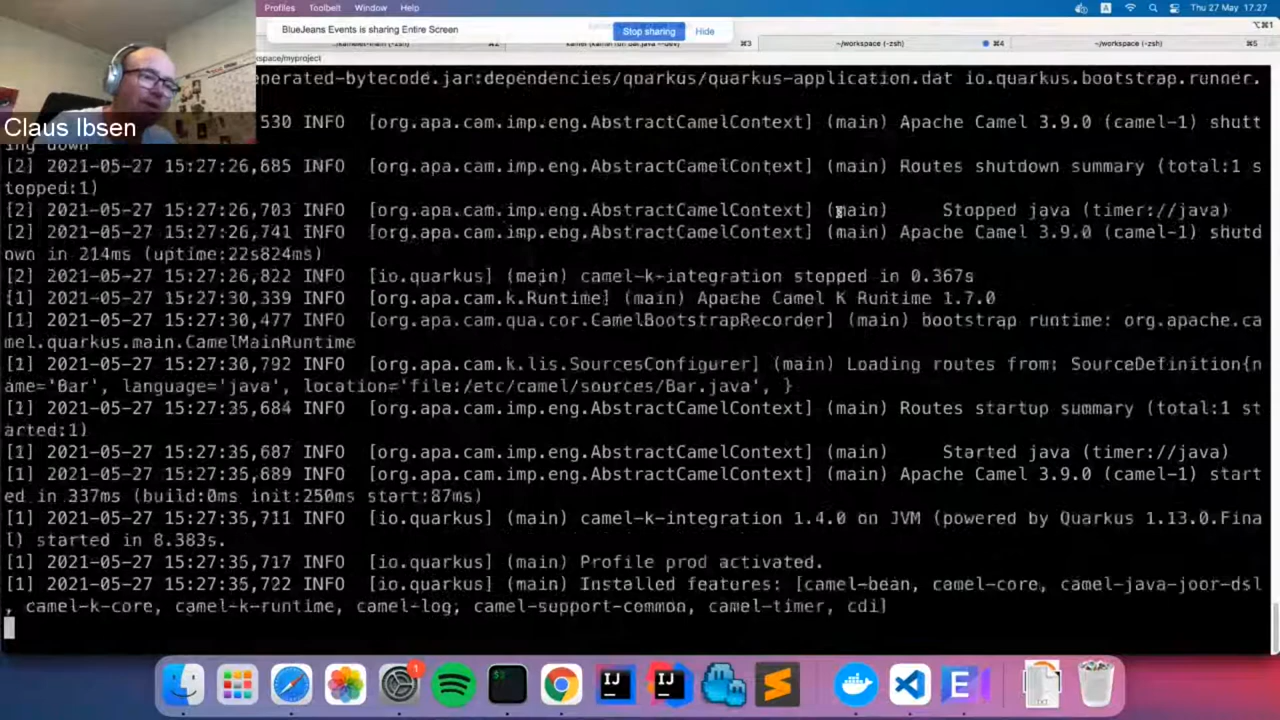 Profiles Toolbelt Window Help
Thu 27 May 17:27
BlueJeans Events is sharing Entire Screen
Stop sharing
Hide
⌥⌘1
kamelet-main (-zsh) ⌘2
kamel (kamel run Bar.java --dev) ⌘3
~/workspace (-zsh) ⌘4
~/workspace (-zsh) ⌘5
Claus Ibsen
enerated-bytecode.jar:dependencies/quarkus/quarkus-application.dat io.quarkus.bootstrap.runner.
530 INFO [org.apa.cam.imp.eng.AbstractCamelContext] (main) Apache Camel 3.9.0 (camel-1) shutt
ing down
[2] 2021-05-27 15:27:26,685 INFO [org.apa.cam.imp.eng.AbstractCamelContext] (main) Routes shutdown summary (total:1 s
topped:1)
[2] 2021-05-27 15:27:26,703 INFO [org.apa.cam.imp.eng.AbstractCamelContext] (main) Stopped java (timer://java)
[2] 2021-05-27 15:27:26,741 INFO [org.apa.cam.imp.eng.AbstractCamelContext] (main) Apache Camel 3.9.0 (camel-1) shutd
own in 214ms (uptime:22s824ms)
[2] 2021-05-27 15:27:26,822 INFO [io.quarkus] (main) camel-k-integration stopped in 0.367s
[1] 2021-05-27 15:27:30,339 INFO [org.apa.cam.k.Runtime] (main) Apache Camel K Runtime 1.7.0
[1] 2021-05-27 15:27:30,477 INFO [org.apa.cam.qua.cor.CamelBootstrapRecorder] (main) bootstrap runtime: org.apache.ca
mel.quarkus.main.CamelMainRuntime
[1] 2021-05-27 15:27:30,792 INFO [org.apa.cam.k.lis.SourcesConfigurer] (main) Loading routes from: SourceDefinition{n
ame='Bar', language='java', location='file:/etc/camel/sources/Bar.java', }
[1] 2021-05-27 15:27:35,684 INFO [org.apa.cam.imp.eng.AbstractCamelContext] (main) Routes startup summary (total:1 st
arted:1)
[1] 2021-05-27 15:27:35,687 INFO [org.apa.cam.imp.eng.AbstractCamelContext] (main) Started java (timer://java)
[1] 2021-05-27 15:27:35,689 INFO [org.apa.cam.imp.eng.AbstractCamelContext] (main) Apache Camel 3.9.0 (camel-1) start
ed in 337ms (build:0ms init:250ms start:87ms)
[1] 2021-05-27 15:27:35,711 INFO [io.quarkus] (main) camel-k-integration 1.4.0 on JVM (powered by Quarkus 1.13.0.Fina
l) started in 8.383s.
[1] 2021-05-27 15:27:35,717 INFO [io.quarkus] (main) Profile prod activated.
[1] 2021-05-27 15:27:35,722 INFO [io.quarkus] (main) Installed features: [camel-bean, camel-core, camel-java-joor-dsl
, camel-k-core, camel-k-runtime, camel-log, camel-support-common, camel-timer, cdi]